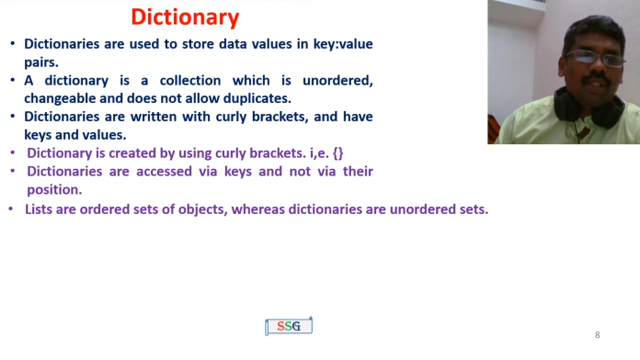 Dictionary
• Dictionaries are used to store data values in key:value
pairs.
• A dictionary is a collection which is unordered,
changeable and does not allow duplicates.
• Dictionaries are written with curly brackets, and have
keys and values.
• Dictionary is created by using curly brackets. i,e. {}
• Dictionaries are accessed via keys and not via their
position.
• Lists are ordered sets of objects, whereas dictionaries are unordered sets.
SSG
8